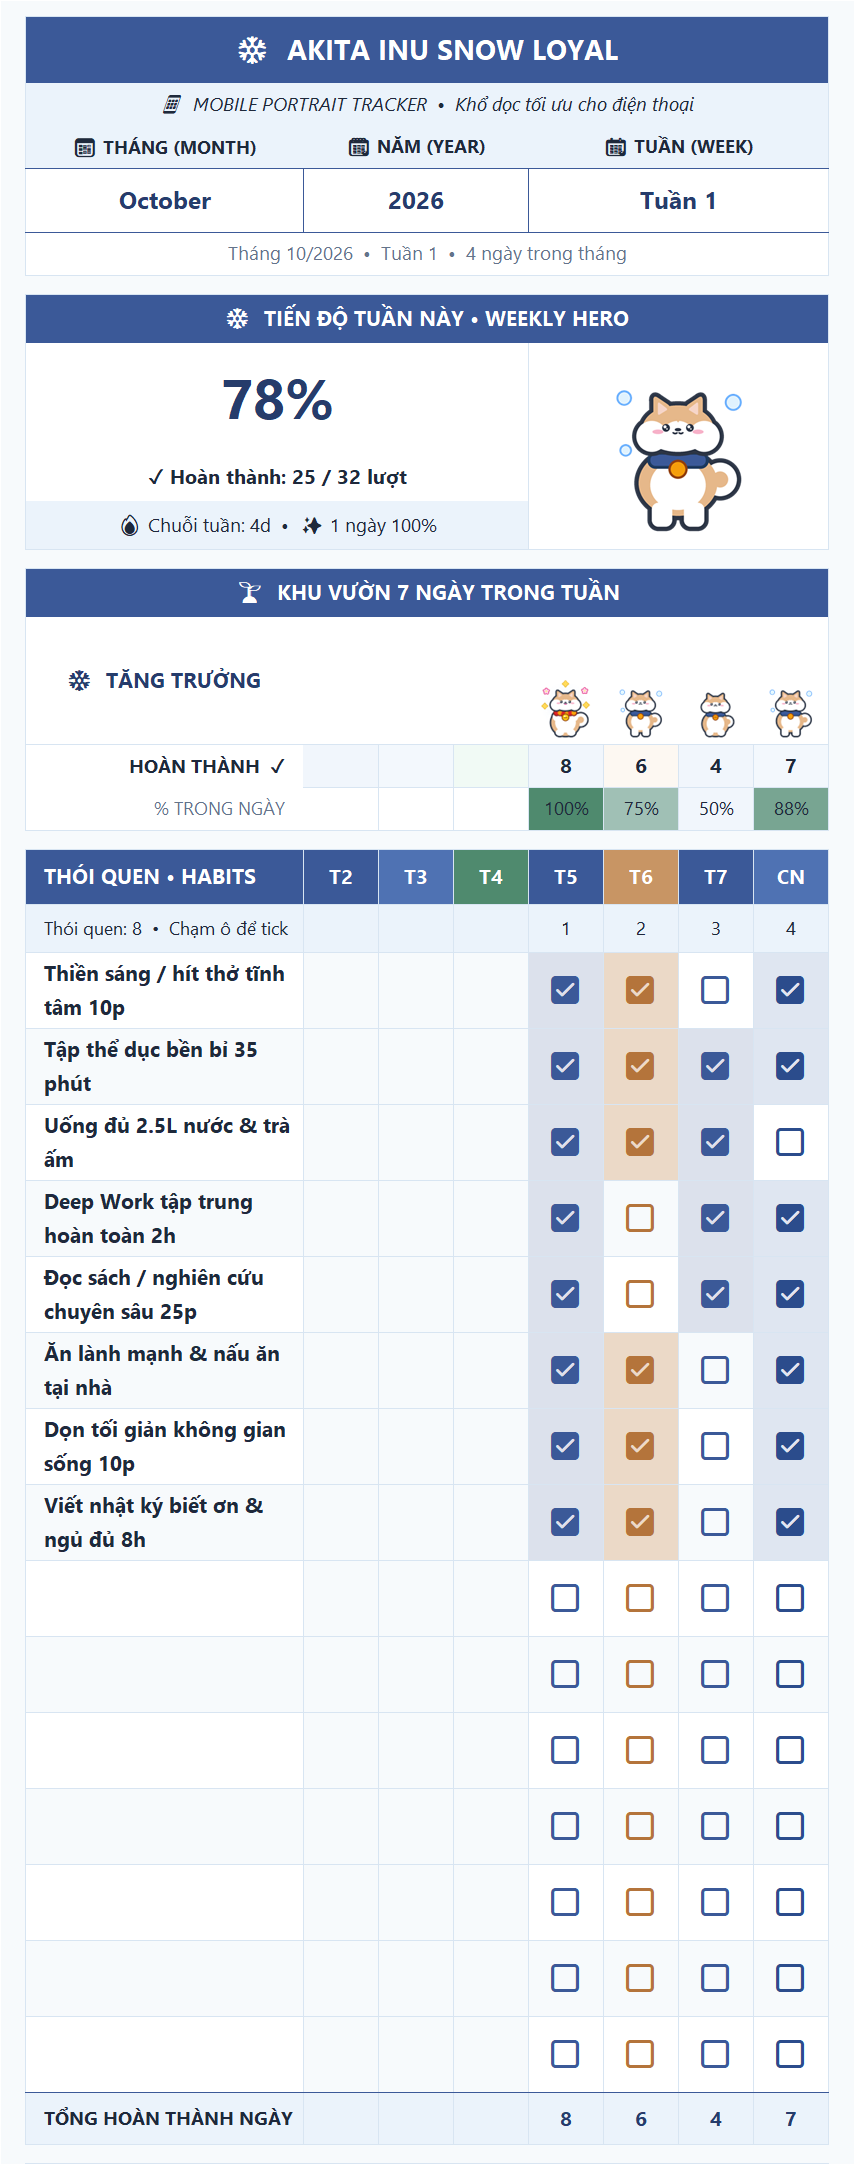 AKITA INU SNOW LOYAL
MOBILE PORTRAIT TRACKER • Khổ dọc tối ưu cho điện thoại
THÁNG (MONTH) NĂM (YEAR) TUẦN (WEEK)
October 2026 Tuần 1
Tháng 10/2026 • Tuần 1 • 4 ngày trong tháng
TIẾN ĐỘ TUẦN NÀY • WEEKLY HERO
78%
✓ Hoàn thành: 25 / 32 lượt
Chuỗi tuần: 4d • 1 ngày 100%
KHU VƯỜN 7 NGÀY TRONG TUẦN
TĂNG TRƯỞNG
HOÀN THÀNH ✓ 8 6 4 7
% TRONG NGÀY 100% 75% 50% 88%
THÓI QUEN • HABITS T2 T3 T4 T5 T6 T7 CN
Thói quen: 8 • Chạm ô để tick 1 2 3 4
Thiền sáng / hít thở tĩnh
tâm 10p
Tập thể dục bền bỉ 35
phút
Uống đủ 2.5L nước & trà
ấm
Deep Work tập trung
hoàn toàn 2h
Đọc sách / nghiên cứu
chuyên sâu 25p
Ăn lành mạnh & nấu ăn
tại nhà
Dọn tối giản không gian
sống 10p
Viết nhật ký biết ơn &
ngủ đủ 8h
TỔNG HOÀN THÀNH NGÀY 8 6 4 7